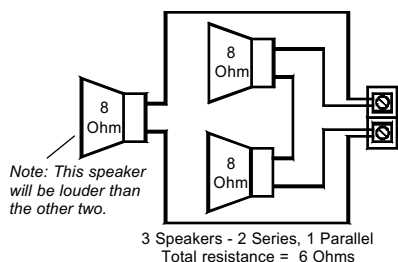 8
Ohm
8
Ohm
8
Ohm
Note: This speaker
will be louder than
the other two.
3 Speakers - 2 Series, 1 Parallel
Total resistance = 6 Ohms